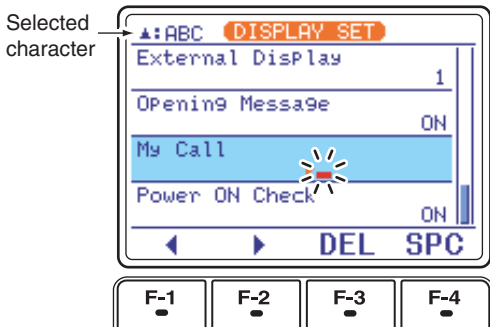 Selected
character
▲:ABC DISPLAY SET
External Display
1
Opening Message
ON
My Call
Power ON Check
ON
◀ ▶ DEL SPC
F-1 F-2 F-3 F-4